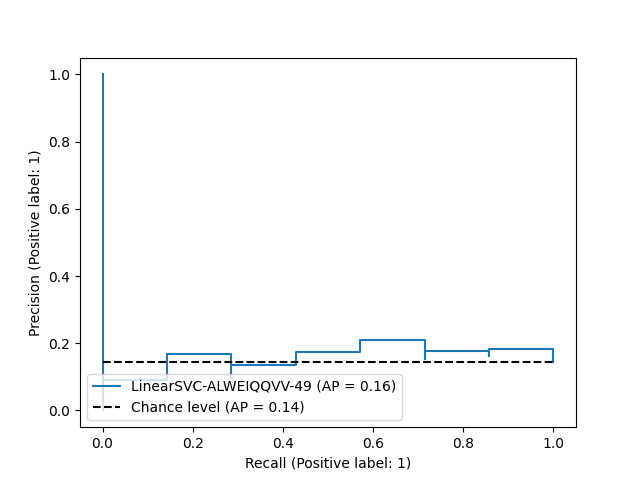 1.0
0.8
0.6
0.4
0.2
0.0
Precision (Positive label: 1)
LinearSVC-ALWEIQQVV-49 (AP = 0.16)
Chance level (AP = 0.14)
0.0 0.2 0.4 0.6 0.8 1.0
Recall (Positive label: 1)